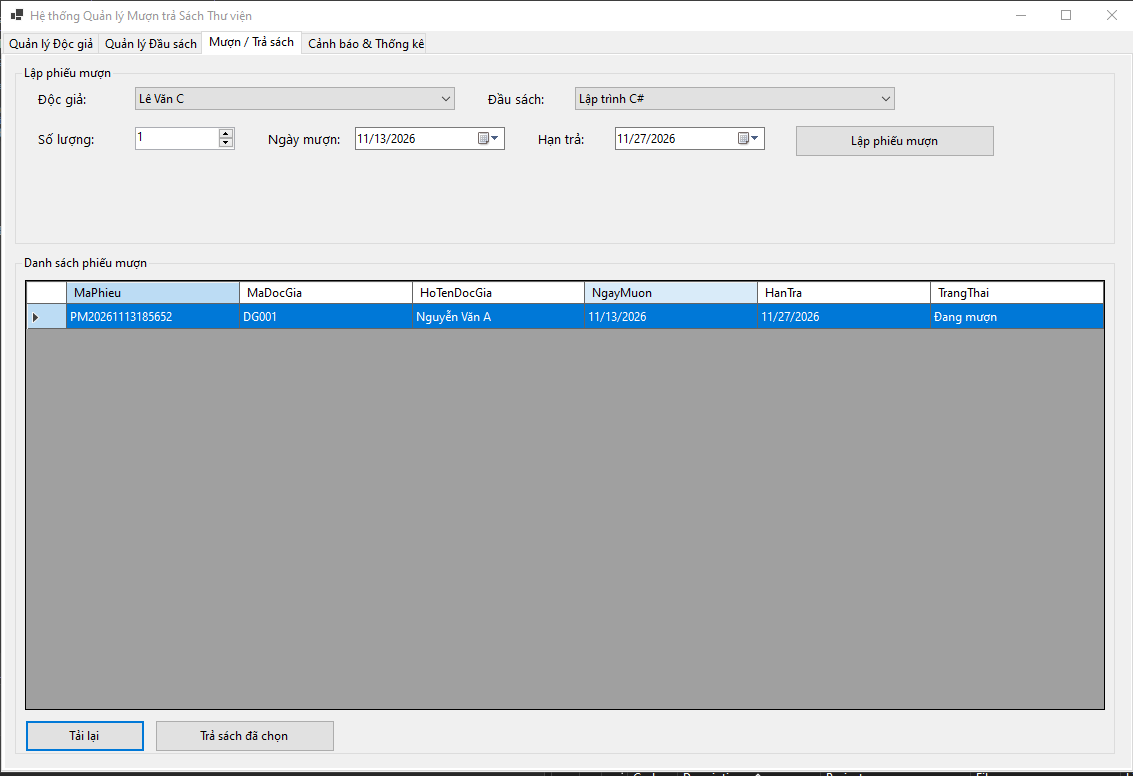 Hệ thống Quản lý Mượn trả Sách Thư viện
Quản lý Độc giả Quản lý Đầu sách Mượn / Trả sách Cảnh báo & Thống kê
Lập phiếu mượn
Độc giả: Lê Văn C Đầu sách: Lập trình C#
Số lượng: 1 Ngày mượn: 11/13/2026 Hạn trả: 11/27/2026 Lập phiếu mượn
Danh sách phiếu mượn
MaPhieu MaDocGia HoTenDocGia NgayMuon HanTra TrangThai
PM20261113185652 DG001 Nguyễn Văn A 11/13/2026 11/27/2026 Đang mượn
Tải lại Trả sách đã chọn